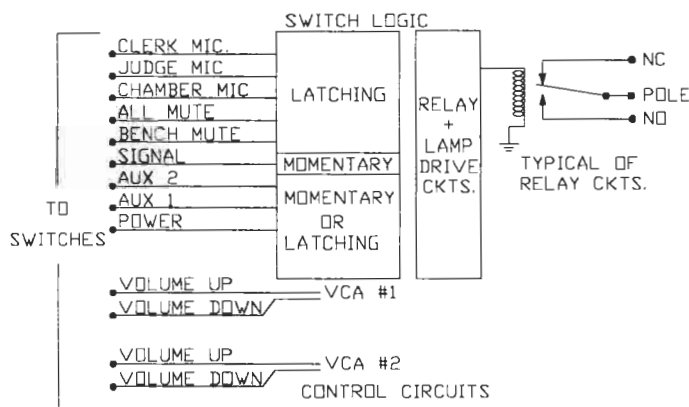 SWITCH LOGIC
CLERK MIC.
JUDGE MIC
CHAMBER MIC
ALL MUTE
BENCH MUTE
SIGNAL
AUX 2
AUX 1
POWER
TO
SWITCHES
LATCHING
MOMENTARY
MOMENTARY
OR
LATCHING
RELAY
+
LAMP
DRIVE
CKTS.
NC
POLE
NO
TYPICAL OF
RELAY CKTS.
VOLUME UP
VOLUME DOWN
VCA #1
VOLUME UP
VOLUME DOWN
VCA #2
CONTROL CIRCUITS